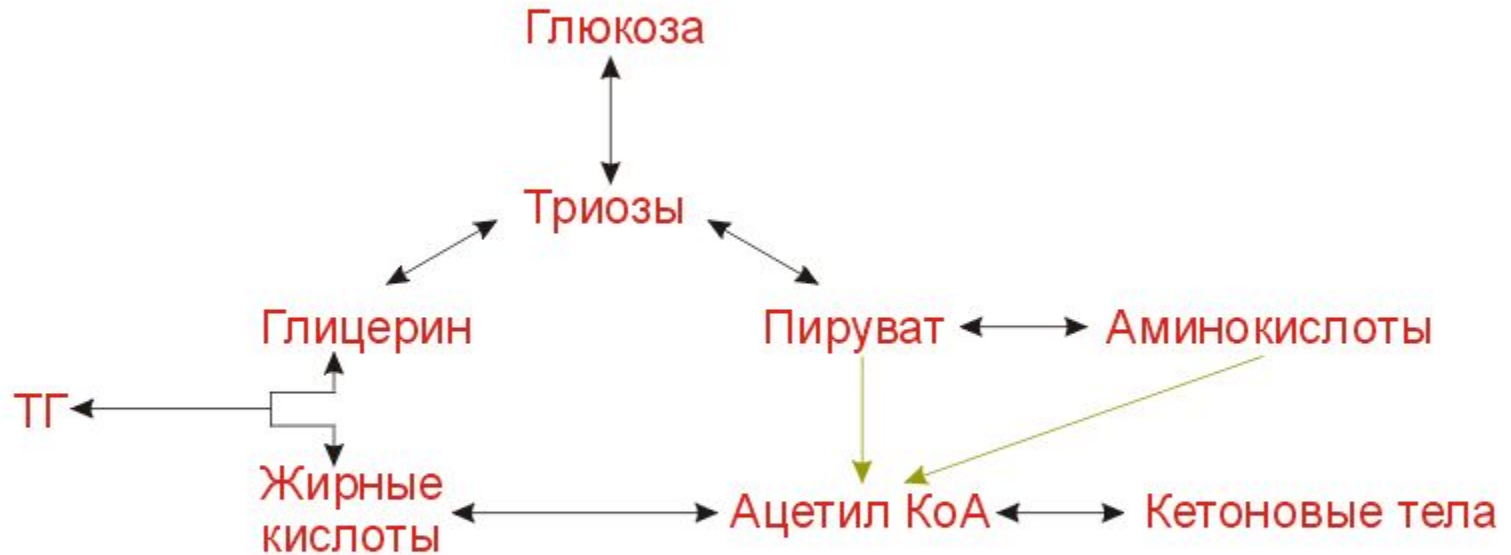 Глюкоза
Триозы
Глицерин
Пируват
Аминокислоты
ТГ
Жирные
кислоты
Ацетил КоА
Кетоновые тела